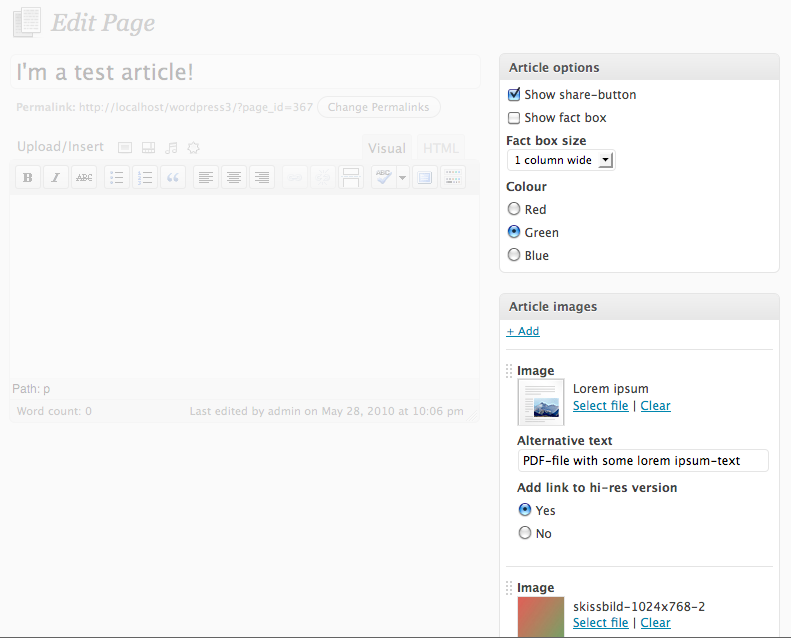 Edit Page
I'm a test article!
Permalink: http://localhost/wordpress3/?page_id=367 Change Permalinks
Upload/Insert Visual HTML
B I ABC ABC
Path: p
Word count: 0 Last edited by admin on May 28, 2010 at 10:06 pm
Article options
Show share-button
Show fact box
Fact box size
1 column wide
Colour
Red
Green
Blue
Article images
+ Add
Image
Lorem ipsum
Select file | Clear
Alternative text
PDF-file with some lorem ipsum-text
Add link to hi-res version
Yes
No
Image
skissbild-1024x768-2
Select file | Clear